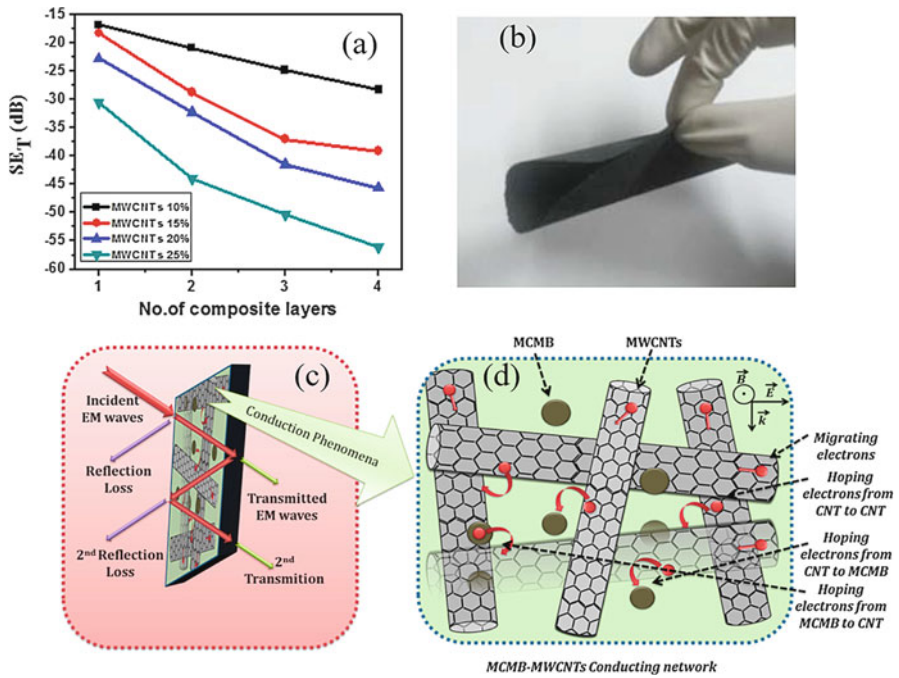 (a)
-15
-20
-25
-30
-35
-40
-45
-50
-55
-60
SE_T (dB)
MWCNTs 10%
MWCNTs 15%
MWCNTs 20%
MWCNTs 25%
1 2 3 4
No.of composite layers
(b)
(c)
Incident
EM waves
Reflection
Loss
2nd Reflection
Loss
Conduction Phenomena
Transmitted
EM waves
2nd
Transmition
(d)
MCMB
MWCNTs
B
E
k
Migrating
electrons
Hoping
electrons from
CNT to CNT
Hoping
electrons from
CNT to MCMB
Hoping
electrons from
MCMB to CNT
MCMB-MWCNTs Conducting network